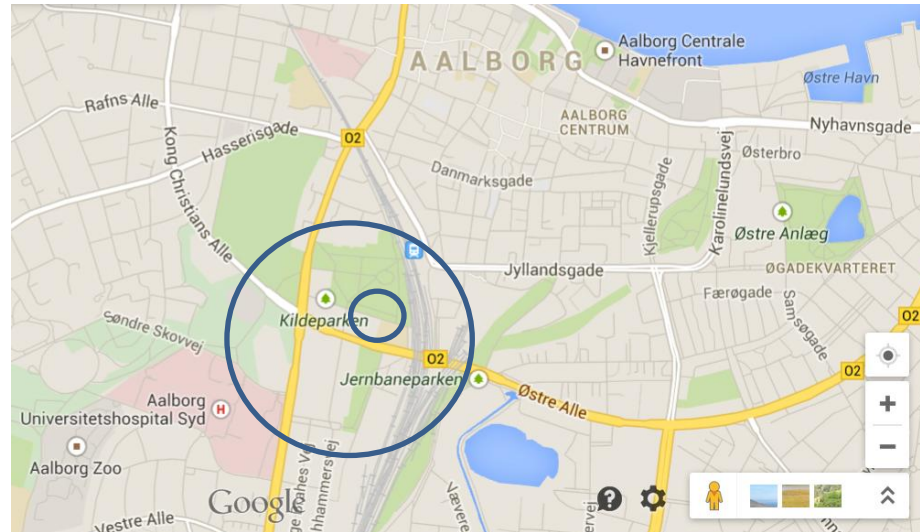 Aalborg Centrale
Havnefront
AALBORG
Østre Havn
Rafns Alle
Hasserisgade
O2
AALBORG
CENTRUM
Nyhavnsgade
Kong Christians Alle
Danmarksgade
Kjellerupsgade
Karolinelundsvej
Østerbro
Østre Anlæg
Jyllandsgade
ØGADEKVARTERET
Færøgade
Samsøgade
Kildeparken
Søndre Skovvej
O2
O2
O2
Jernbaneparken
Østre Alle
Aalborg
Universitetshospital Syd
H
Aalborg Zoo
Vestre Alle
Google
?
+
−